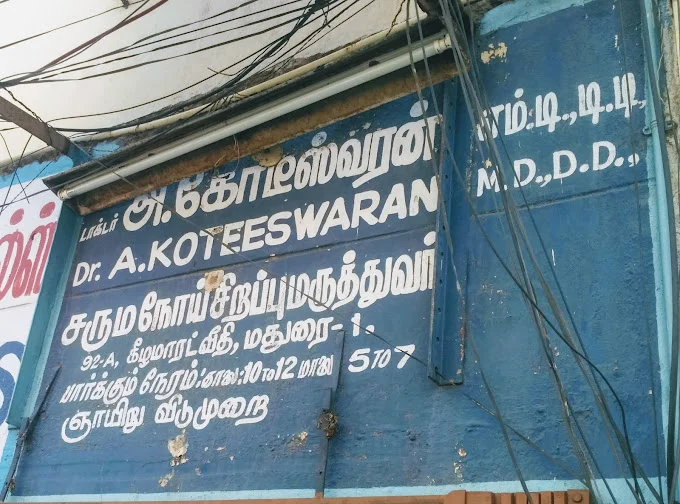 டாக்டர் அ.கோடீஸ்வரன் எம்.டி.,டி.டி,
Dr. A.KOTEESWARAN M.D.,D.D.,
சரும நோய் சிறப்பு மருத்துவர்
92-A, கீழமாரட் வீதி, மதுரை-1.
பார்க்கும் நேரம்: காலை: 10 TO 12 மாலை 5 TO 7
ஞாயிறு விடுமுறை